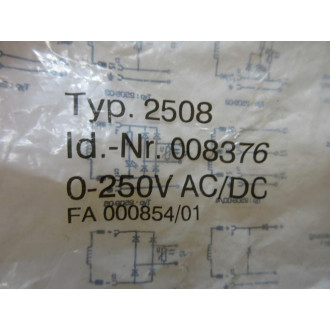 Typ. 2508
Id.-Nr. 008376
0-250V AC/DC
FA 000854/01